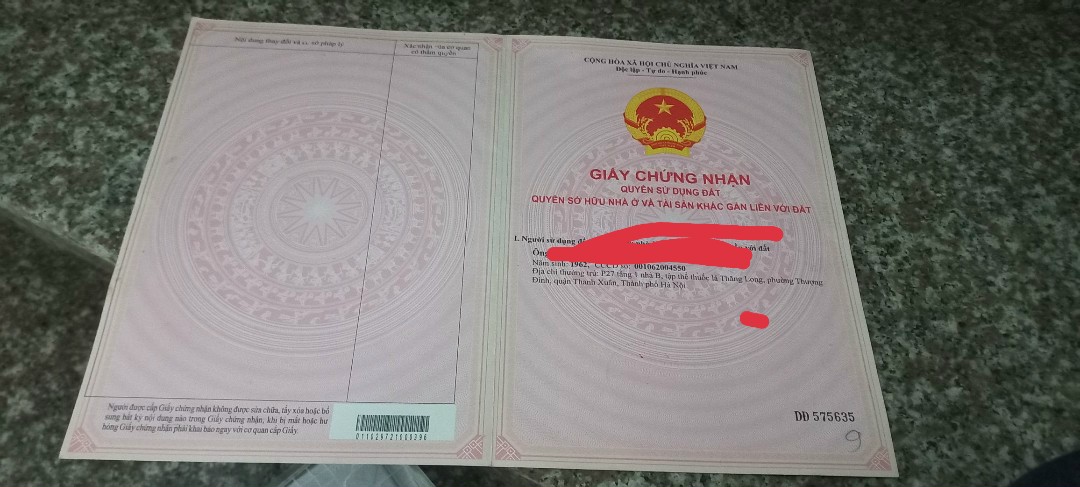 Nội dung thay đổi và cơ sở pháp lý
Xác nhận của cơ quan
có thẩm quyền
Người được cấp Giấy chứng nhận không được sửa chữa, tẩy xóa hoặc bổ
sung bất kỳ nội dung nào trong Giấy chứng nhận; khi bị mất hoặc hư
hỏng Giấy chứng nhận phải khai báo ngay với cơ quan cấp Giấy.
CỘNG HÒA XÃ HỘI CHỦ NGHĨA VIỆT NAM
Độc lập - Tự do - Hạnh phúc
GIẤY CHỨNG NHẬN
QUYỀN SỬ DỤNG ĐẤT
QUYỀN SỞ HỮU NHÀ Ở VÀ TÀI SẢN KHÁC GẮN LIỀN VỚI ĐẤT
I. Người sử dụng với đất
Ông
Năm sinh: 1962, CCCD số: 001062004550
Địa chỉ thường trú: P27 tầng 1 nhà B, tập thể thuốc lá Thăng Long, phường Thượng
Đình, quận Thanh Xuân, Thành phố Hà Nội
DĐ 575635
9